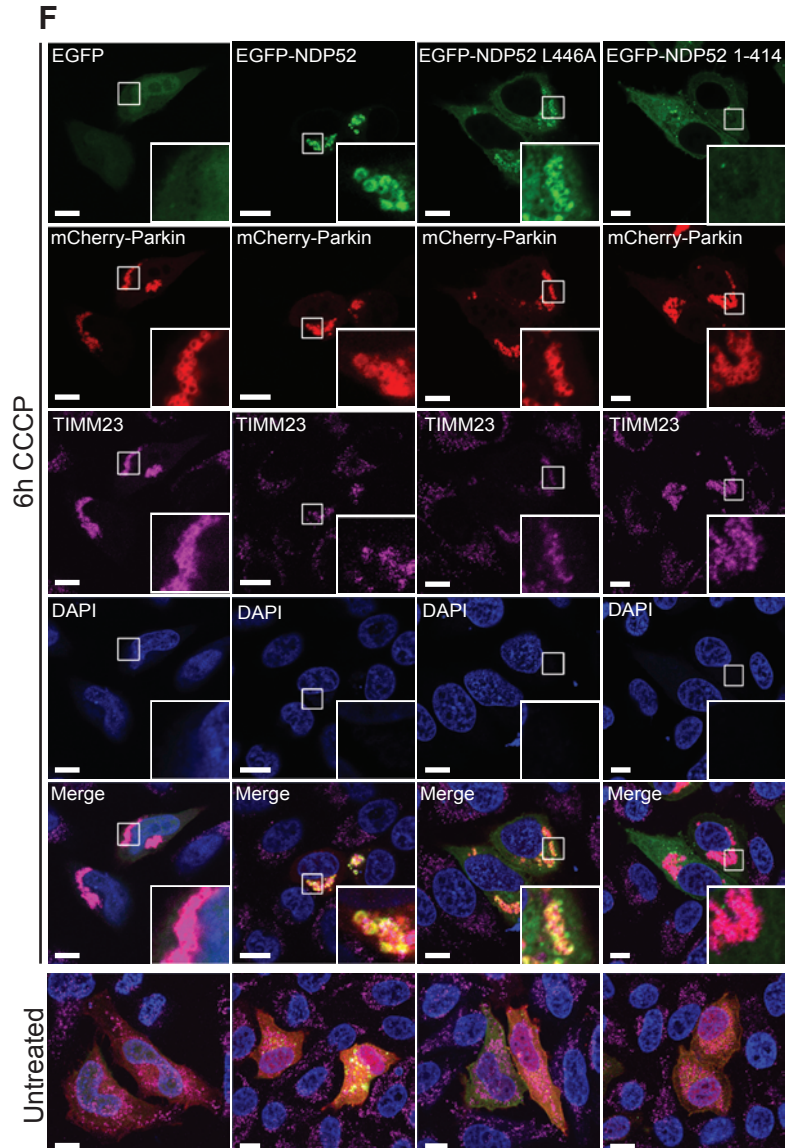 F
EGFP
EGFP-NDP52
EGFP-NDP52 L446A
EGFP-NDP52 1-414
mCherry-Parkin
mCherry-Parkin
mCherry-Parkin
mCherry-Parkin
6h CCCP
TIMM23
TIMM23
TIMM23
TIMM23
DAPI
DAPI
DAPI
DAPI
Merge
Merge
Merge
Merge
Untreated